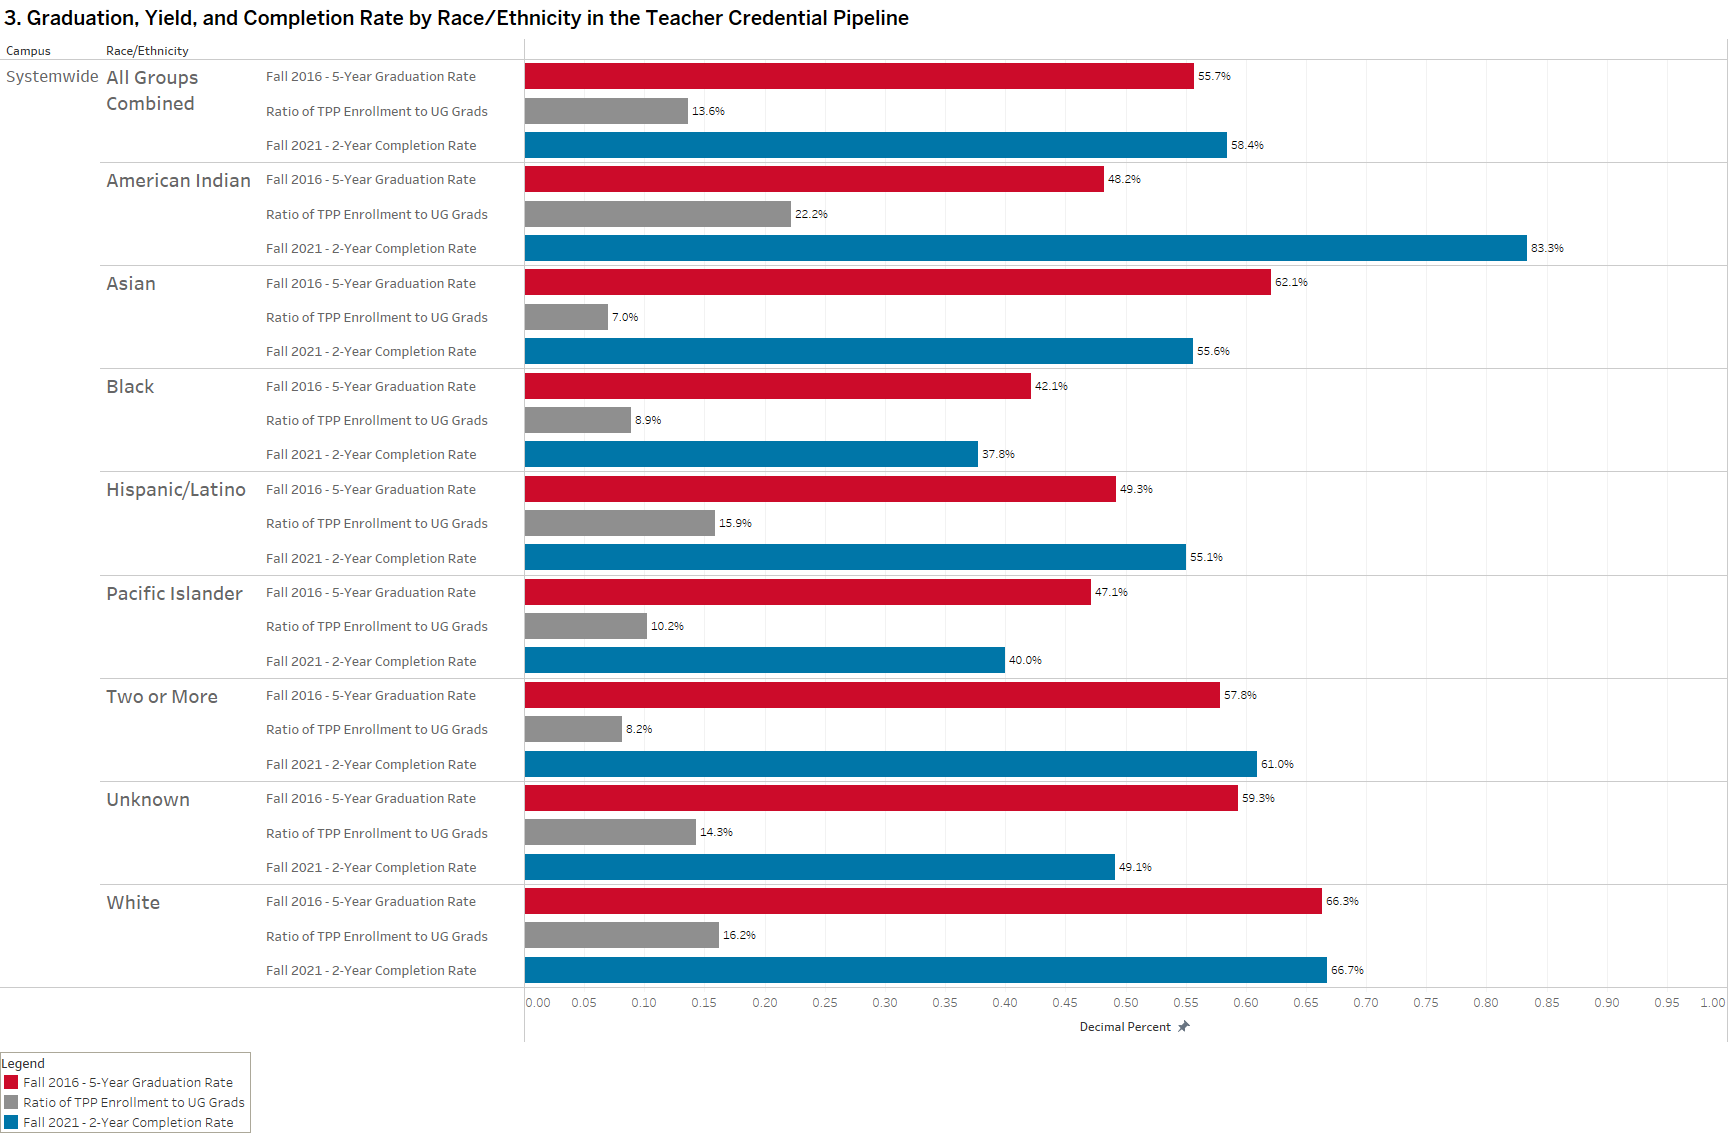 3. Graduation, Yield, and Completion Rate by Race/Ethnicity in the Teacher Credential Pipeline
Campus Race/Ethnicity
Systemwide All Groups Combined
Fall 2016 - 5-Year Graduation Rate 55.7%
Ratio of TPP Enrollment to UG Grads 13.6%
Fall 2021 - 2-Year Completion Rate 58.4%
American Indian Fall 2016 - 5-Year Graduation Rate 48.2%
Ratio of TPP Enrollment to UG Grads 22.2%
Fall 2021 - 2-Year Completion Rate 83.3%
Asian Fall 2016 - 5-Year Graduation Rate 62.1%
Ratio of TPP Enrollment to UG Grads 7.0%
Fall 2021 - 2-Year Completion Rate 55.6%
Black Fall 2016 - 5-Year Graduation Rate 42.1%
Ratio of TPP Enrollment to UG Grads 8.9%
Fall 2021 - 2-Year Completion Rate 37.8%
Hispanic/Latino Fall 2016 - 5-Year Graduation Rate 49.3%
Ratio of TPP Enrollment to UG Grads 15.9%
Fall 2021 - 2-Year Completion Rate 55.1%
Pacific Islander Fall 2016 - 5-Year Graduation Rate 47.1%
Ratio of TPP Enrollment to UG Grads 10.2%
Fall 2021 - 2-Year Completion Rate 40.0%
Two or More Fall 2016 - 5-Year Graduation Rate 57.8%
Ratio of TPP Enrollment to UG Grads 8.2%
Fall 2021 - 2-Year Completion Rate 61.0%
Unknown Fall 2016 - 5-Year Graduation Rate 59.3%
Ratio of TPP Enrollment to UG Grads 14.3%
Fall 2021 - 2-Year Completion Rate 49.1%
White Fall 2016 - 5-Year Graduation Rate 66.3%
Ratio of TPP Enrollment to UG Grads 16.2%
Fall 2021 - 2-Year Completion Rate 66.7%
0.00 0.05 0.10 0.15 0.20 0.25 0.30 0.35 0.40 0.45 0.50 0.55 0.60 0.65 0.70 0.75 0.80 0.85 0.90 0.95 1.00
Decimal Percent
Legend
Fall 2016 - 5-Year Graduation Rate
Ratio of TPP Enrollment to UG Grads
Fall 2021 - 2-Year Completion Rate